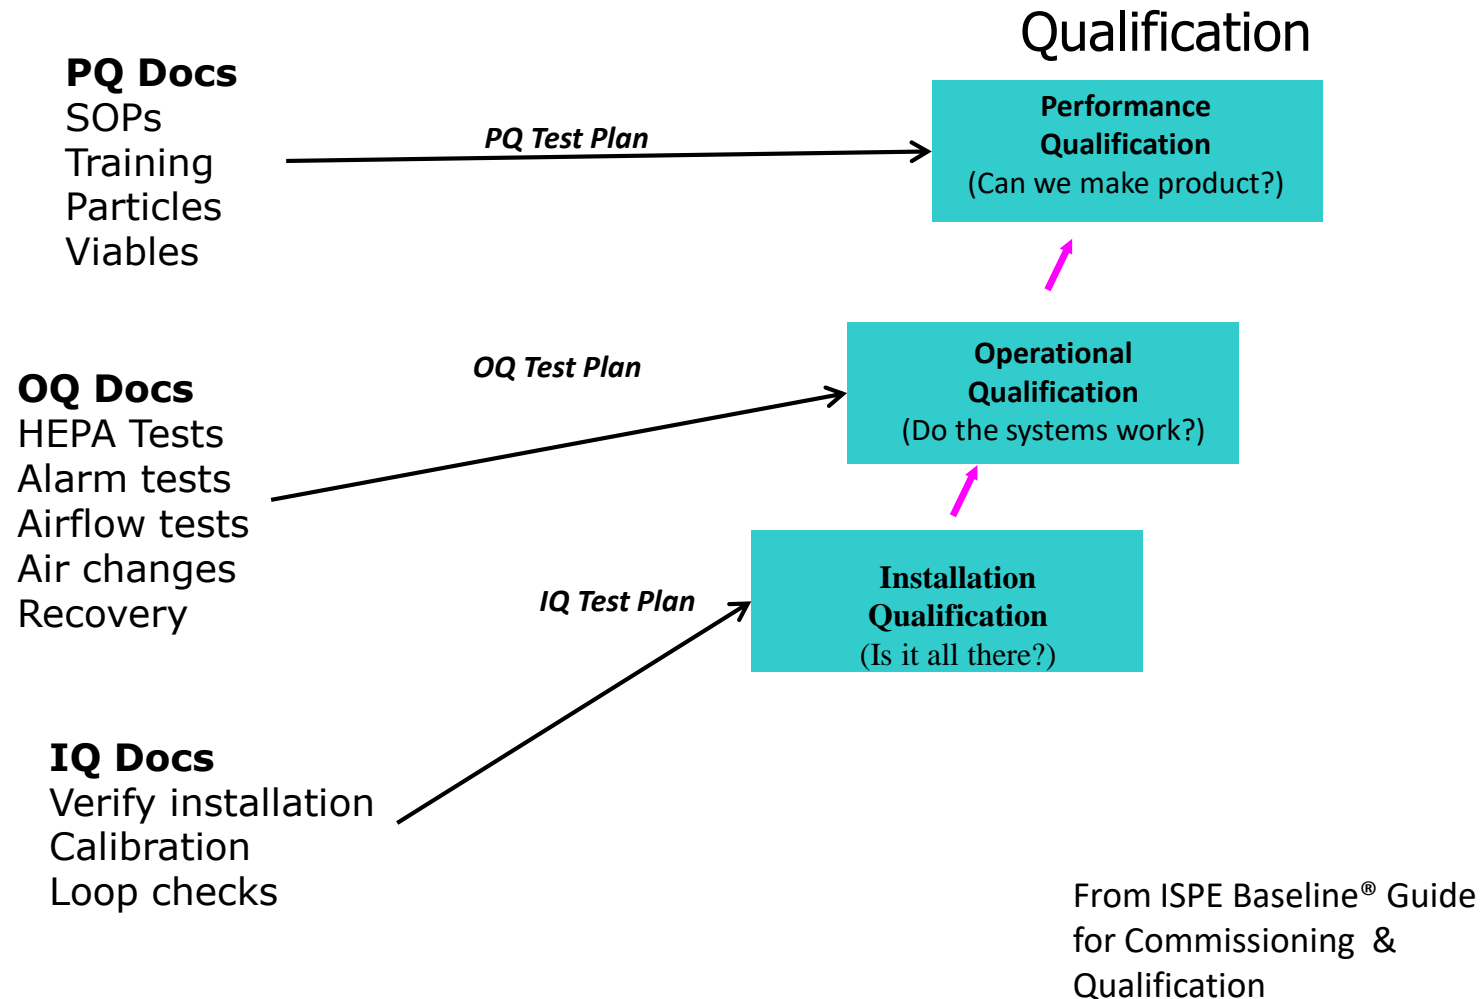 Qualification
PQ Docs
SOPs
Training
Particles
Viables
PQ Test Plan
Performance
Qualification
(Can we make product?)
OQ Docs
HEPA Tests
Alarm tests
Airflow tests
Air changes
Recovery
OQ Test Plan
Operational
Qualification
(Do the systems work?)
IQ Docs
Verify installation
Calibration
Loop checks
IQ Test Plan
Installation
Qualification
(Is it all there?)
From ISPE Baseline® Guide
for Commissioning &
Qualification